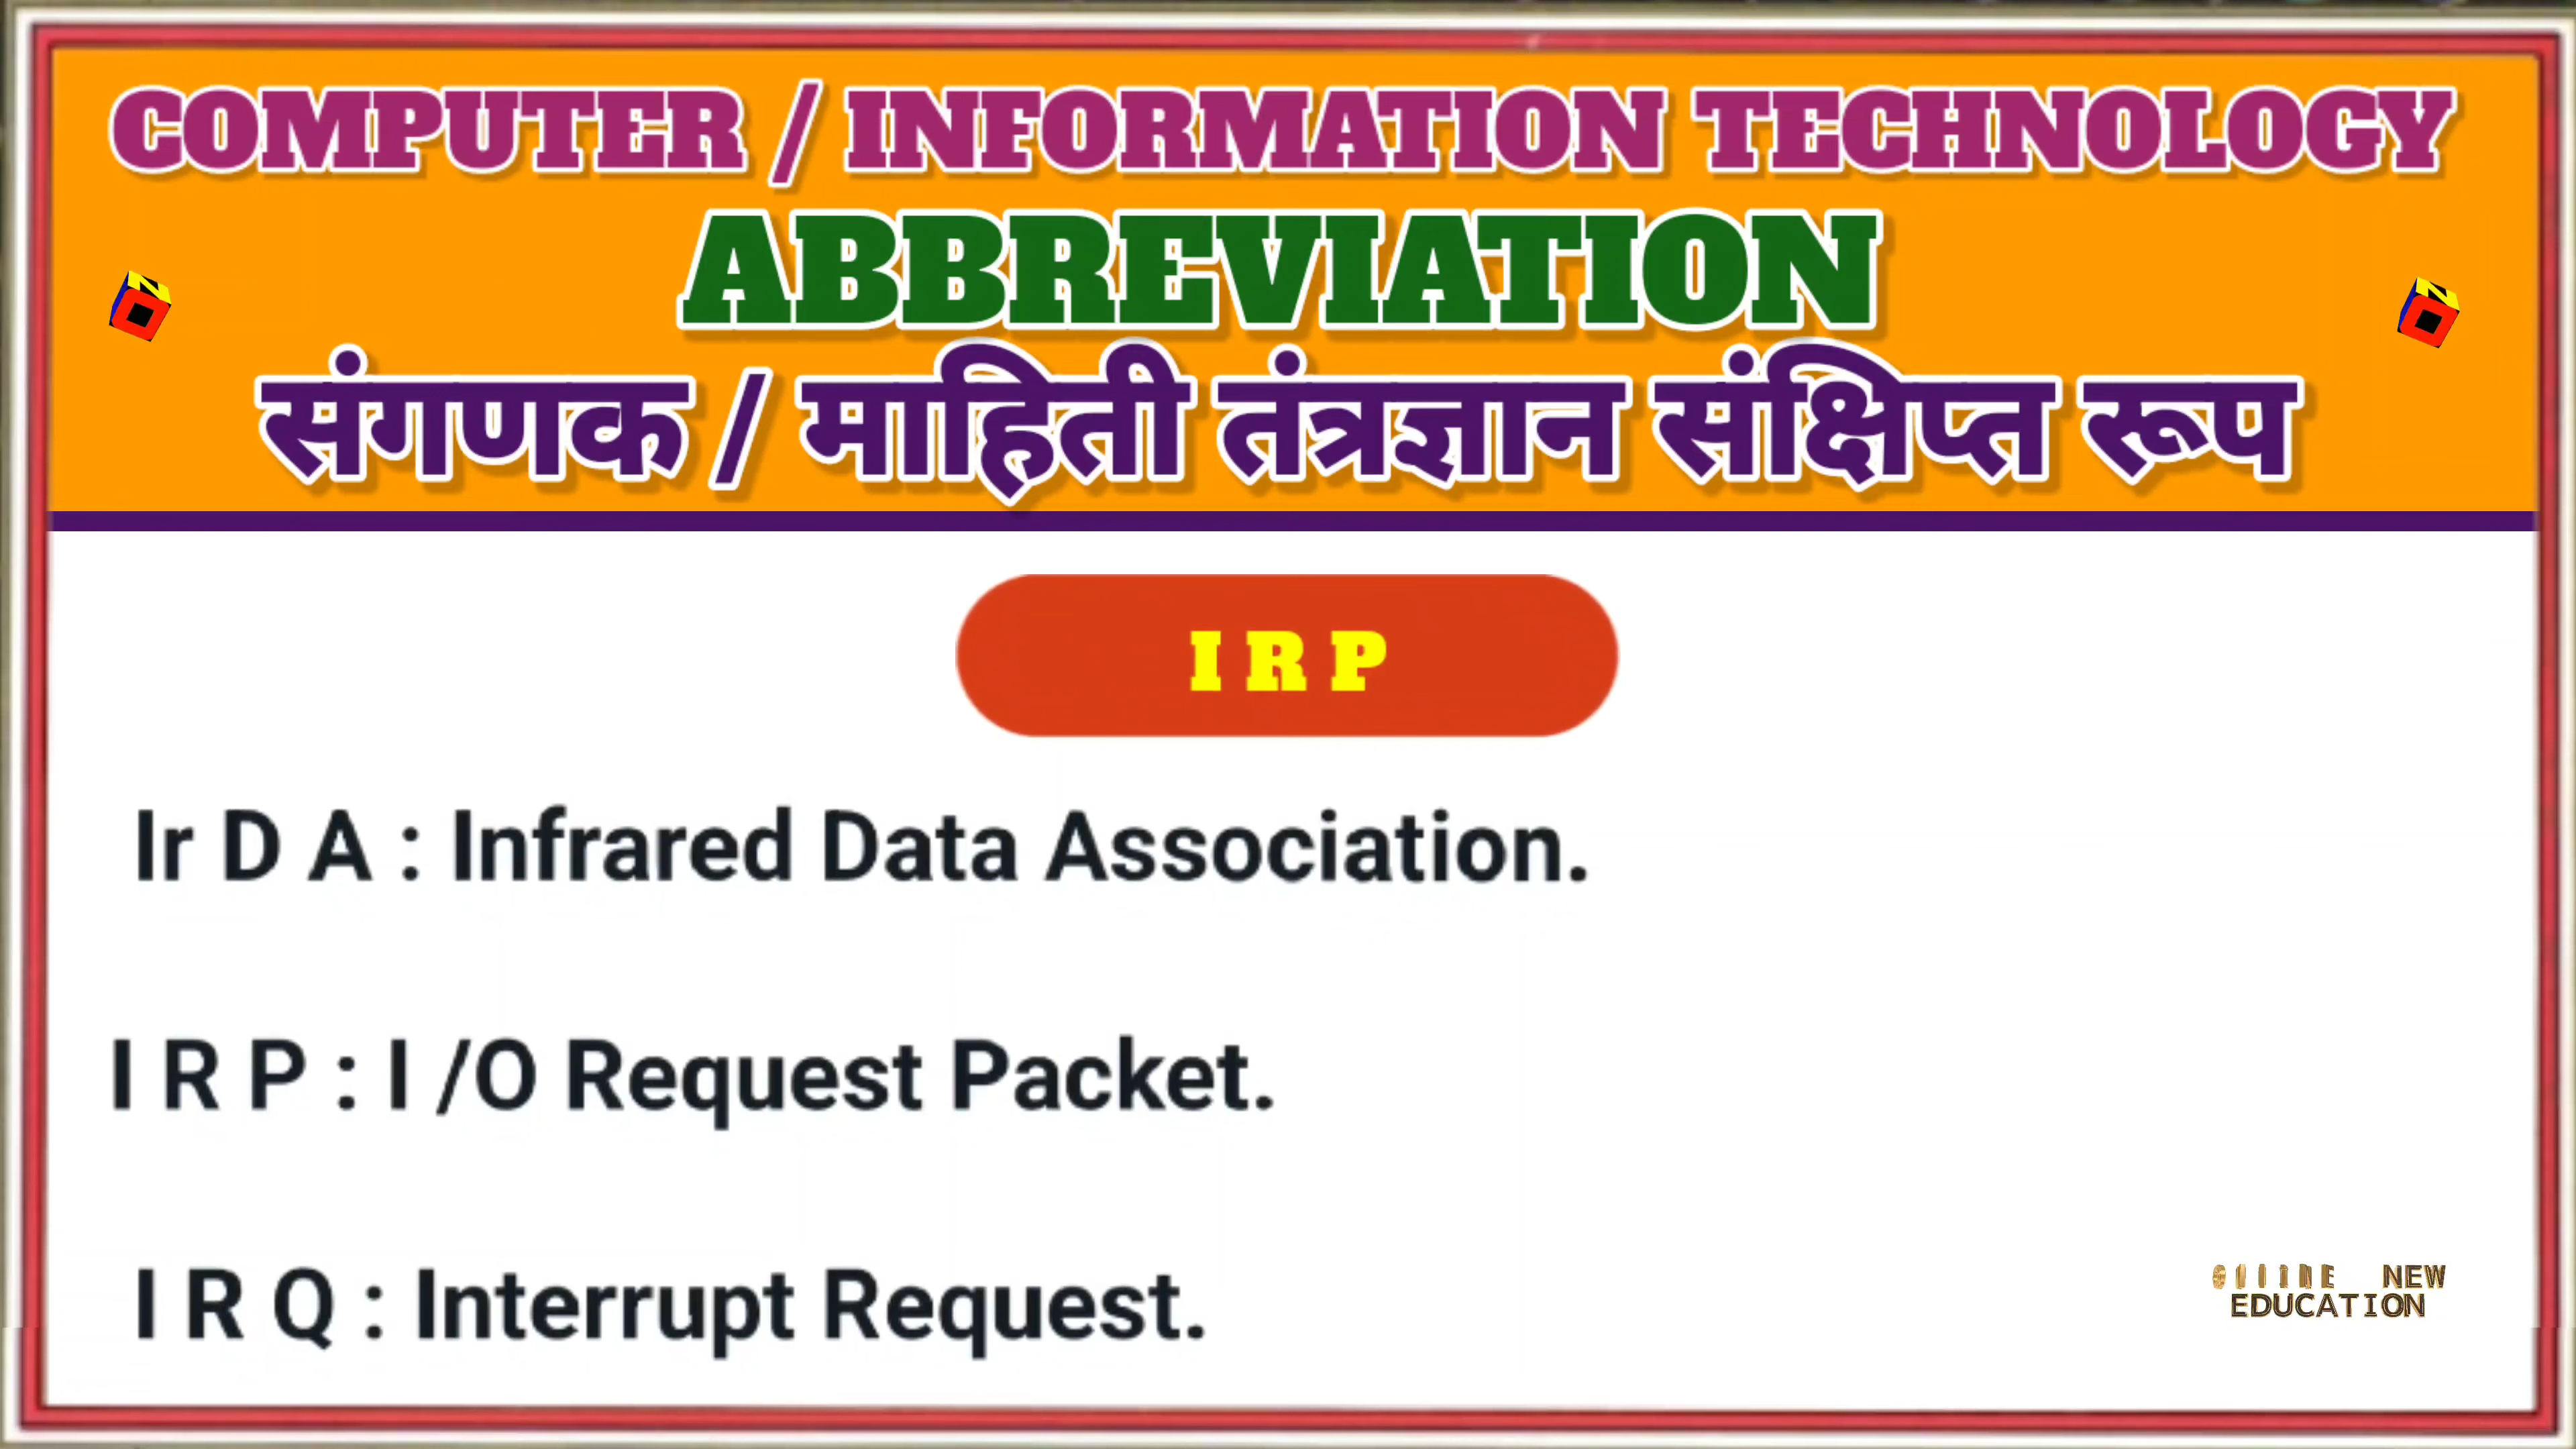 COMPUTER / INFORMATION TECHNOLOGY
ABBREVIATION
संगणक / माहिती तंत्रज्ञान संक्षिप्त रूप
I R P
Ir D A : Infrared Data Association.
I R P : I /O Request Packet.
I R Q : Interrupt Request.
NEW
EDUCATION